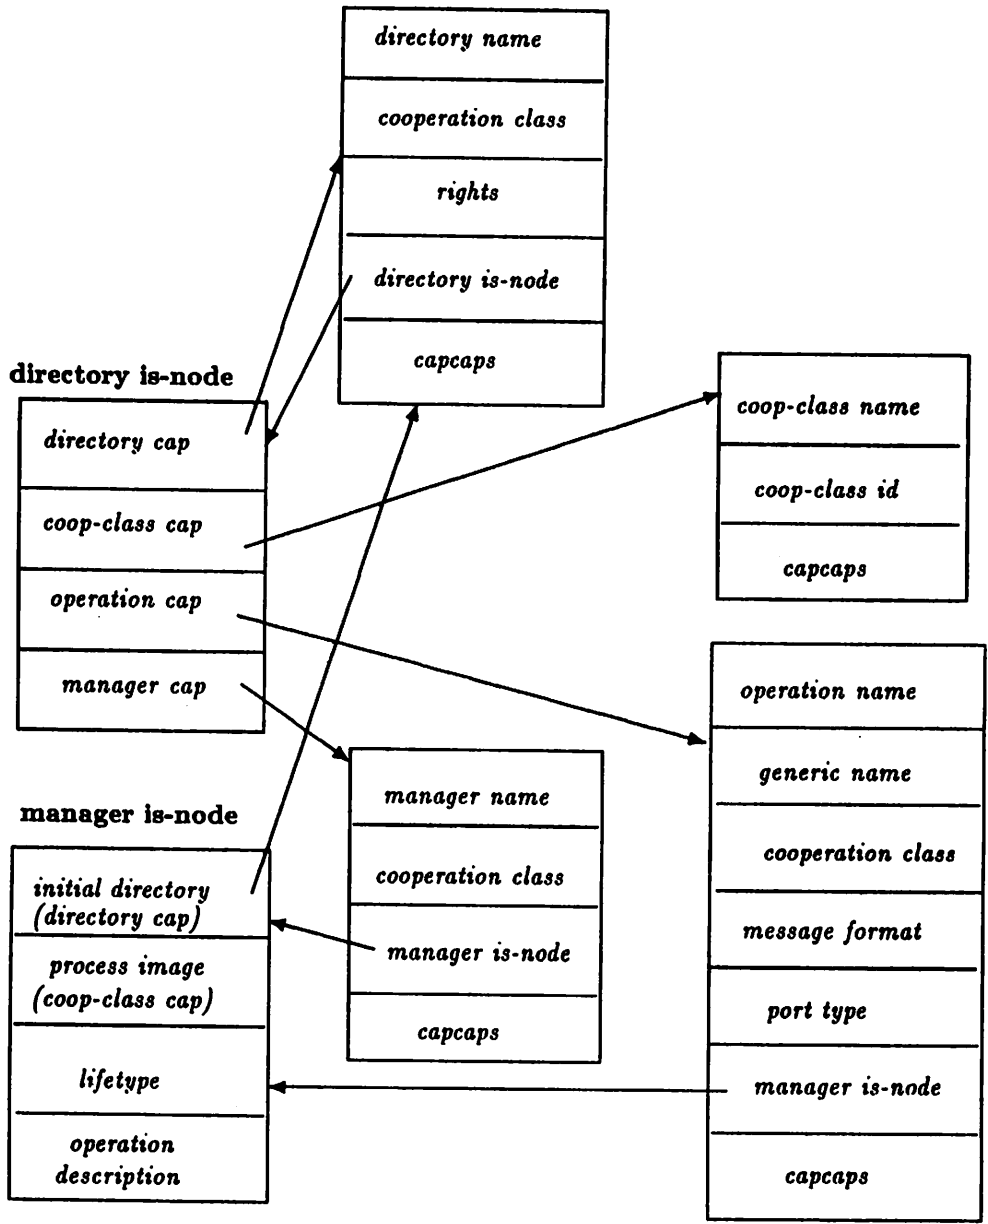 directory name
cooperation class
rights
directory is-node
capcaps
directory is-node
directory cap
coop-class cap
operation cap
manager cap
coop-class name
coop-class id
capcaps
manager is-node
initial directory
(directory cap)
process image
(coop-class cap)
lifetype
operation
description
manager name
cooperation class
manager is-node
capcaps
operation name
generic name
cooperation class
message format
port type
manager is-node
capcaps